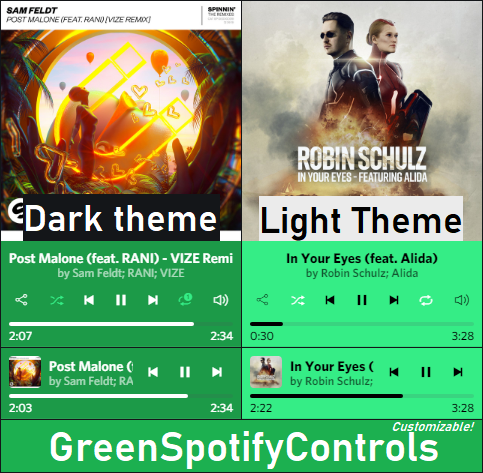 SAM FELDT
POST MALONE (FEAT. RANI) [VIZE REMIX]
SPINNIN'
THE REMIXES
ROBIN SCHULZ
IN YOUR EYES - FEATURING ALIDA
Dark theme
Light Theme
Post Malone (feat. RANI) - VIZE Remi
by Sam Feldt; RANI; VIZE
2:07
2:34
In Your Eyes (feat. Alida)
by Robin Schulz; Alida
0:30
3:28
Post Malone (f
by Sam Feldt; RA
2:03
2:34
In Your Eyes (
by Robin Schulz;
2:22
3:28
Customizable!
GreenSpotifyControls